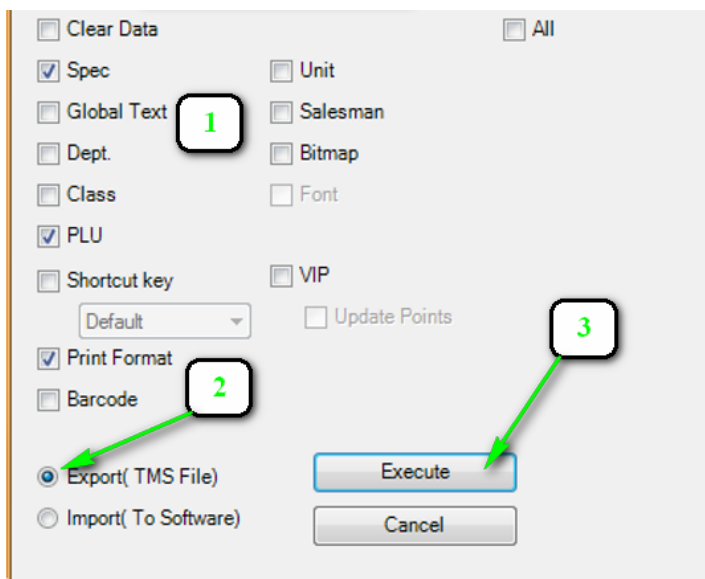 Clear Data All
Spec Unit
Global Text 1 Salesman
Dept. Bitmap
Class Font
PLU
Shortcut key VIP
Default Update Points 3
Print Format
Barcode 2
Export( TMS File) Execute
Import( To Software) Cancel